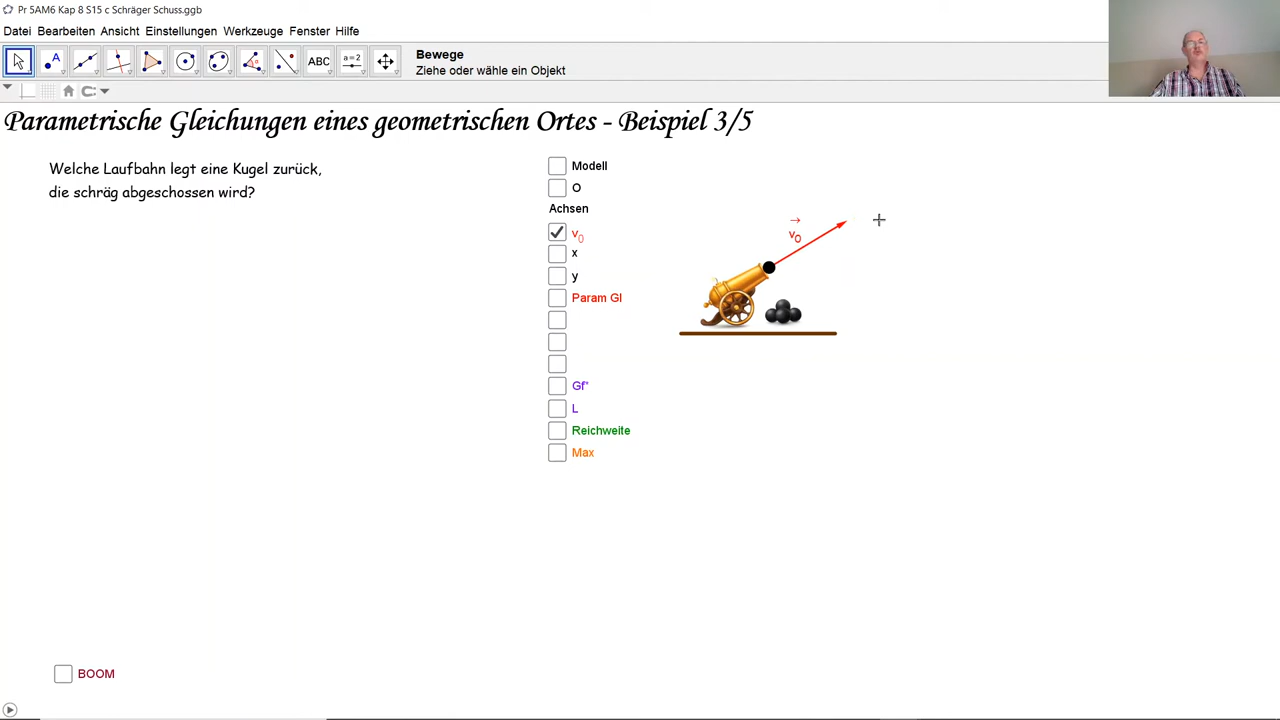 Pr 5AM6 Kap 8 S15 c Schräger Schuss.ggb
Datei Bearbeiten Ansicht Einstellungen Werkzeuge Fenster Hilfe
A
ABC
a=2
Bewege
Ziehe oder wähle ein Objekt
Parametrische Gleichungen eines geometrischen Ortes - Beispiel 3/5
Welche Laufbahn legt eine Kugel zurück,
die schräg abgeschossen wird?
Modell
O
Achsen
v0
x
y
Param Gl
Gf*
L
Reichweite
Max
v0
BOOM